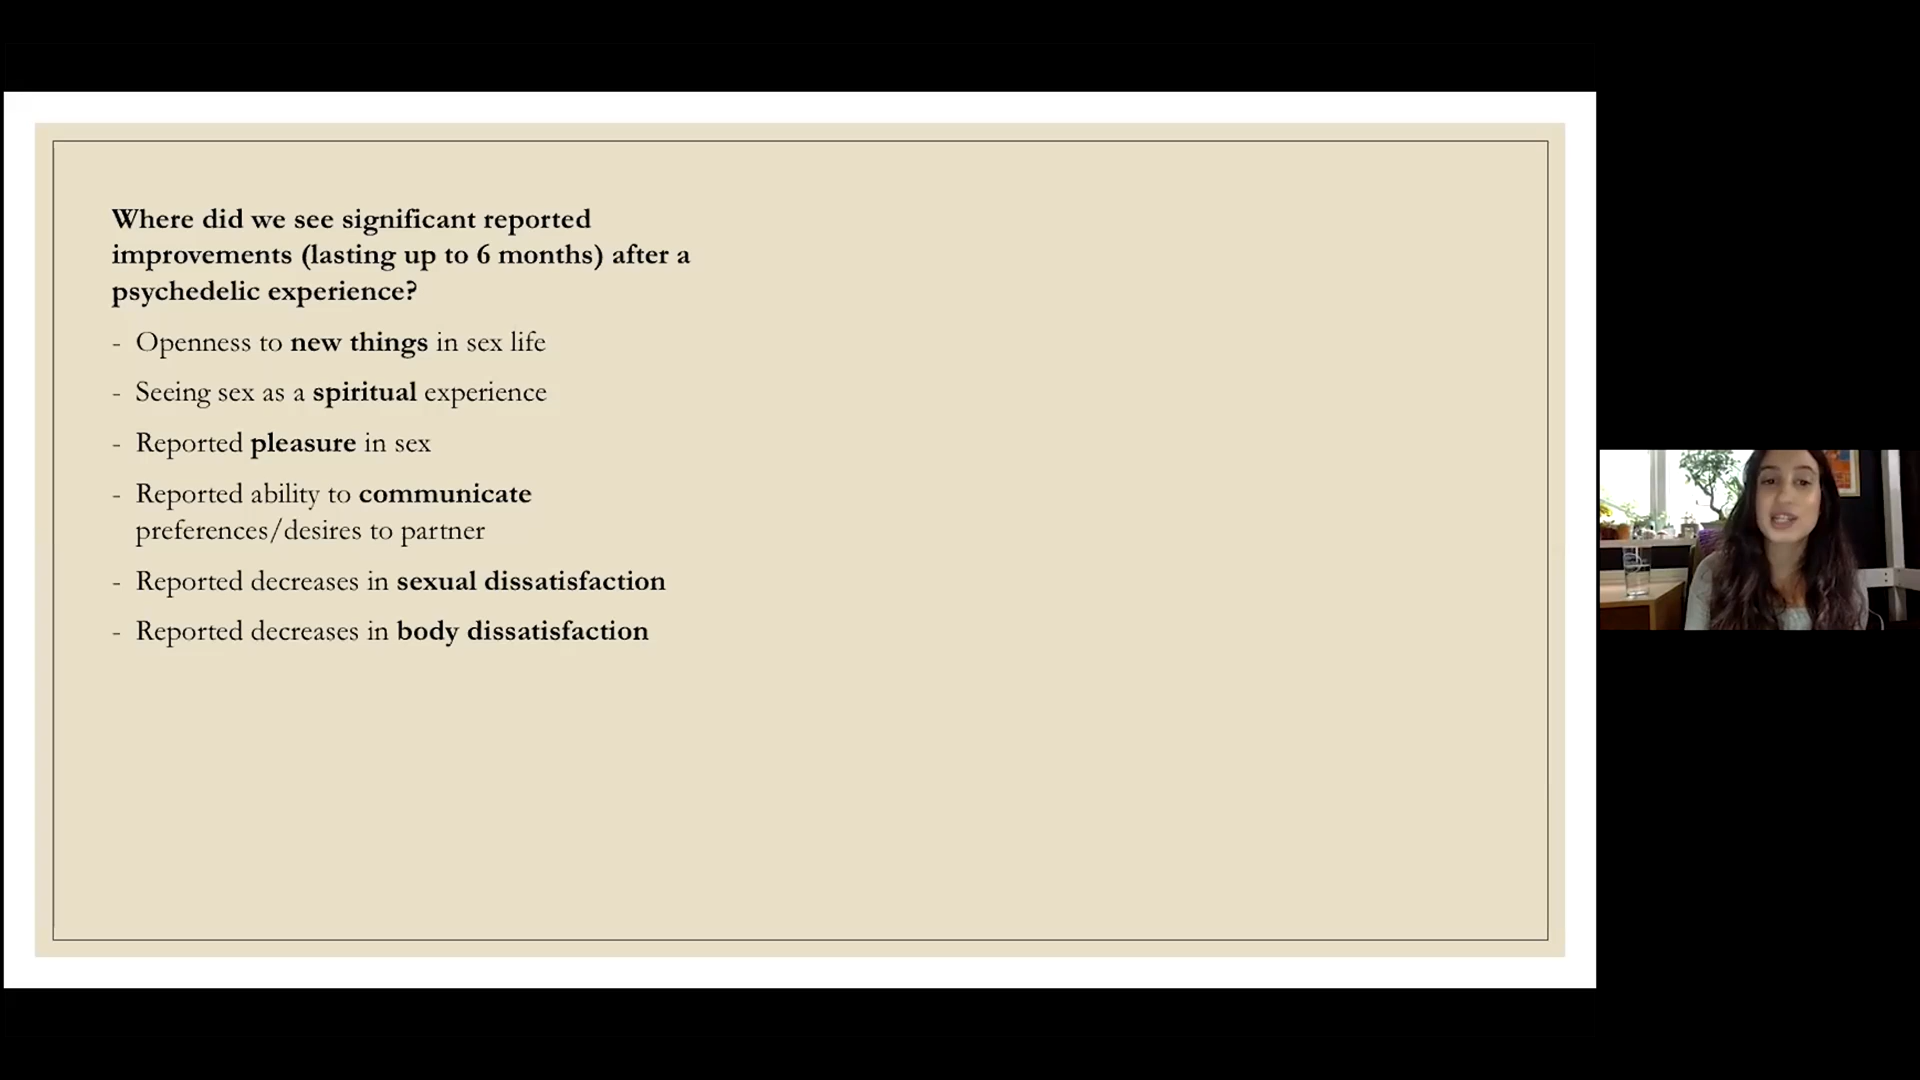 Where did we see significant reported
improvements (lasting up to 6 months) after a
psychedelic experience?
- Openness to new things in sex life
- Seeing sex as a spiritual experience
- Reported pleasure in sex
- Reported ability to communicate
preferences/desires to partner
- Reported decreases in sexual dissatisfaction
- Reported decreases in body dissatisfaction